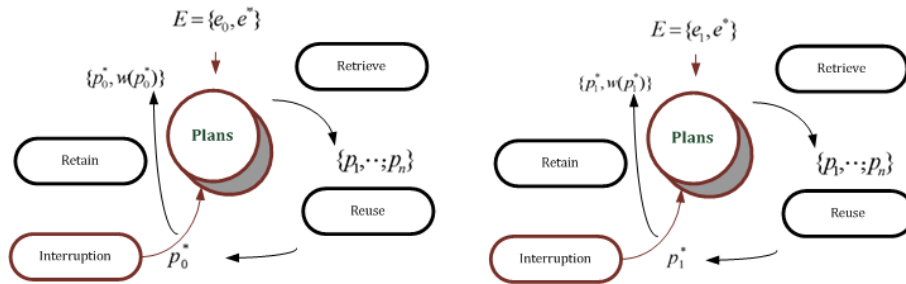 E = {e₀, e*}
Retrieve
{p₀*, w(p₀*)}
Plans
Retain
{p₁,··;pₙ}
Reuse
Interruption
p₀*
E = {e₁, e*}
Retrieve
{p₁*, w(p₁*)}
Plans
Retain
{p₁,··;pₙ}
Reuse
Interruption
p₁*